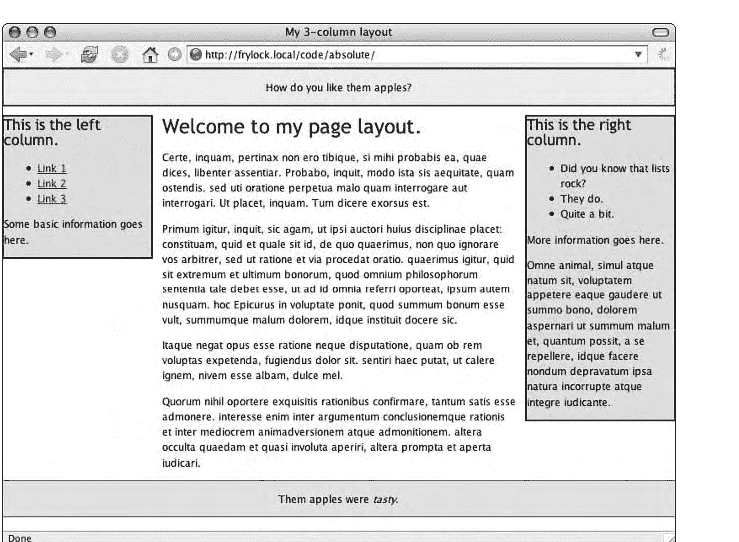 My 3-column layout
http://frylock.local/code/absolute/
How do you like them apples?
This is the left
column.
Link 1
Link 2
Link 3
Some basic information goes
here.
Welcome to my page layout.
Certe, inquam, pertinax non ero tibique, si mihi probabis ea, quae
dices, libenter assentiar. Probabo, inquit, modo ista sis aequitate, quam
ostendis. sed uti oratione perpetua malo quam interrogare aut
interrogari. Ut placet, inquam. Tum dicere exorsus est.
Primum igitur, inquit, sic agam, ut ipsi auctori huius disciplinae placet:
constituam, quid et quale sit id, de quo quaerimus, non quo ignorare
vos arbitrer, sed ut ratione et via procedat oratio. quaerimus igitur, quid
sit extremum et ultimum bonorum, quod omnium philosophorum
sententia tale debet esse, ut ad id omnia referri oporteat, ipsum autem
nusquam. hoc Epicurus in voluptate ponit, quod summum bonum esse
vult, summumque malum dolorem, idque instituit docere sic.
Itaque negat opus esse ratione neque disputatione, quam ob rem
voluptas expetenda, fugiendus dolor sit. sentiri haec putat, ut calere
ignem, nivem esse albam, dulce mel.
Quorum nihil oportere exquisitis rationibus confirmare, tantum satis esse
admonere. interesse enim inter argumentum conclusionemque rationis
et inter mediocrem animadversionem atque admonitionem. altera
occulta quaedam et quasi involuta aperiri, altera prompta et aperta
iudicari.
This is the right
column.
Did you know that lists
rock?
They do.
Quite a bit.
More information goes here.
Omne animal, simul atque
natum sit, voluptatem
appetere eaque gaudere ut
summo bono, dolorem
aspernari ut summum malum
et, quantum possit, a se
repellere, idque facere
nondum depravatum ipsa
natura incorrupte atque
integre iudicante.
Them apples were tasty.
Done